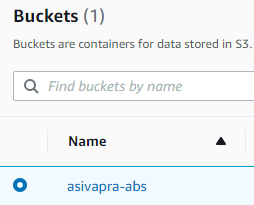 Buckets (1)
Buckets are containers for data stored in S3.
Find buckets by name
Name
asivapra-abs